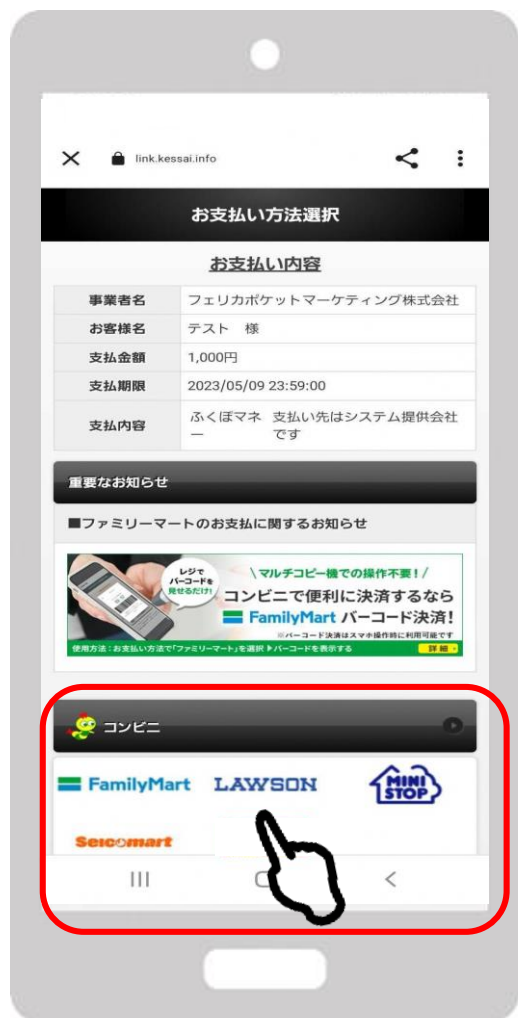 link.kessai.info
お支払い方法選択
お支払い内容
事業者名 フェリカポケットマーケティング株式会社
お客様名 テスト 様
支払金額 1,000円
支払期限 2023/05/09 23:59:00
支払内容 ふくぽマネー 支払い先はシステム提供会社です
重要なお知らせ
■ファミリーマートのお支払に関するお知らせ
レジで
バーコードを
見せるだけ!
\マルチコピー機での操作不要!/
コンビニで便利に決済するなら
FamilyMart バーコード決済!
※バーコード決済はスマホ操作時に利用可能です
使用方法:お支払い方法で「ファミリーマート」を選択▶バーコードを表示する 詳細
コンビニ
FamilyMart LAWSON MINI STOP
Seicomart